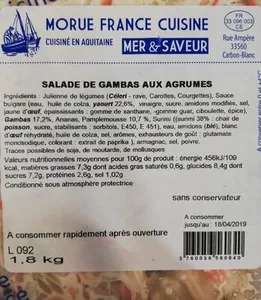 MORUE FRANCE CUISINE
CUISINÉ EN AQUITAINE
MER & SAVEUR
FR
33 096 003
CE
Rue Ampère
33560
Carbon-Blanc
SALADE DE GAMBAS AUX AGRUMES
Ingrédients : Julienne de légumes (Céleri - rave, Carottes, Courgettes), Sauce
bulgare (eau, huile de colza, yaourt 22,6%, vinaigre, sucre, amidons modifiés, sel,
jaune d'œuf, épaississants : gomme de xanthane, gomme guar, ciboulette, épice),
Gambas 17,2%, Ananas, Pamplemousse 10,7 %, Surimi ((surimi 38% : chair de
poisson, sucre, stabilisants : sorbitols, E450, E 451), eau, amidons (blé), blanc
d'œuf réhydraté, huile de colza, sel, arôme crabe, exhausteur de goût : glutamate
monosodique, colorant : extrait de paprika ), armagnac, sel, poivre.
Traces possibles de soja, de moutarde, de mollusques
Valeurs nutritionnelles moyennes pour 100g de produit : énergie 456kJ/109
kcal, matières grasses 7,3g dont acides gras saturés 0,6g, glucides 8,4g dont
sucres 7,2g, protéines 2,6g, sel 1,02g.
Conditionné sous atmosphère protectrice
sans conservateur
A consommer
jusqu'au : 18/04/2019
A consommer rapidement après ouverture
L 092
1,8 kg
3760056560640